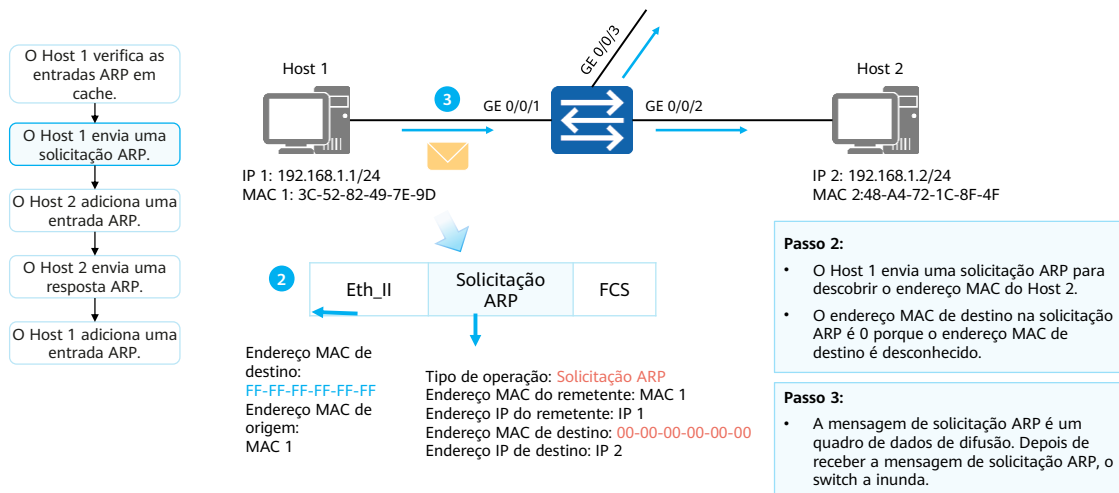 O Host 1 verifica as
entradas ARP em
cache.
O Host 1 envia uma
solicitação ARP.
O Host 2 adiciona uma
entrada ARP.
O Host 2 envia uma
resposta ARP.
O Host 1 adiciona uma
entrada ARP.
Host 1
3
GE 0/0/1
GE 0/0/3
GE 0/0/2
Host 2
IP 1: 192.168.1.1/24
MAC 1: 3C-52-82-49-7E-9D
IP 2: 192.168.1.2/24
MAC 2:48-A4-72-1C-8F-4F
2
Eth_II
Solicitação
ARP
FCS
Endereço MAC de
destino:
FF-FF-FF-FF-FF-FF
Endereço MAC de
origem:
MAC 1
Tipo de operação: Solicitação ARP
Endereço MAC do remetente: MAC 1
Endereço IP do remetente: IP 1
Endereço MAC de destino: 00-00-00-00-00-00
Endereço IP de destino: IP 2
Passo 2:
• O Host 1 envia uma solicitação ARP para
descobrir o endereço MAC do Host 2.
• O endereço MAC de destino na solicitação
ARP é 0 porque o endereço MAC de
destino é desconhecido.
Passo 3:
• A mensagem de solicitação ARP é um
quadro de dados de difusão. Depois de
receber a mensagem de solicitação ARP, o
switch a inunda.